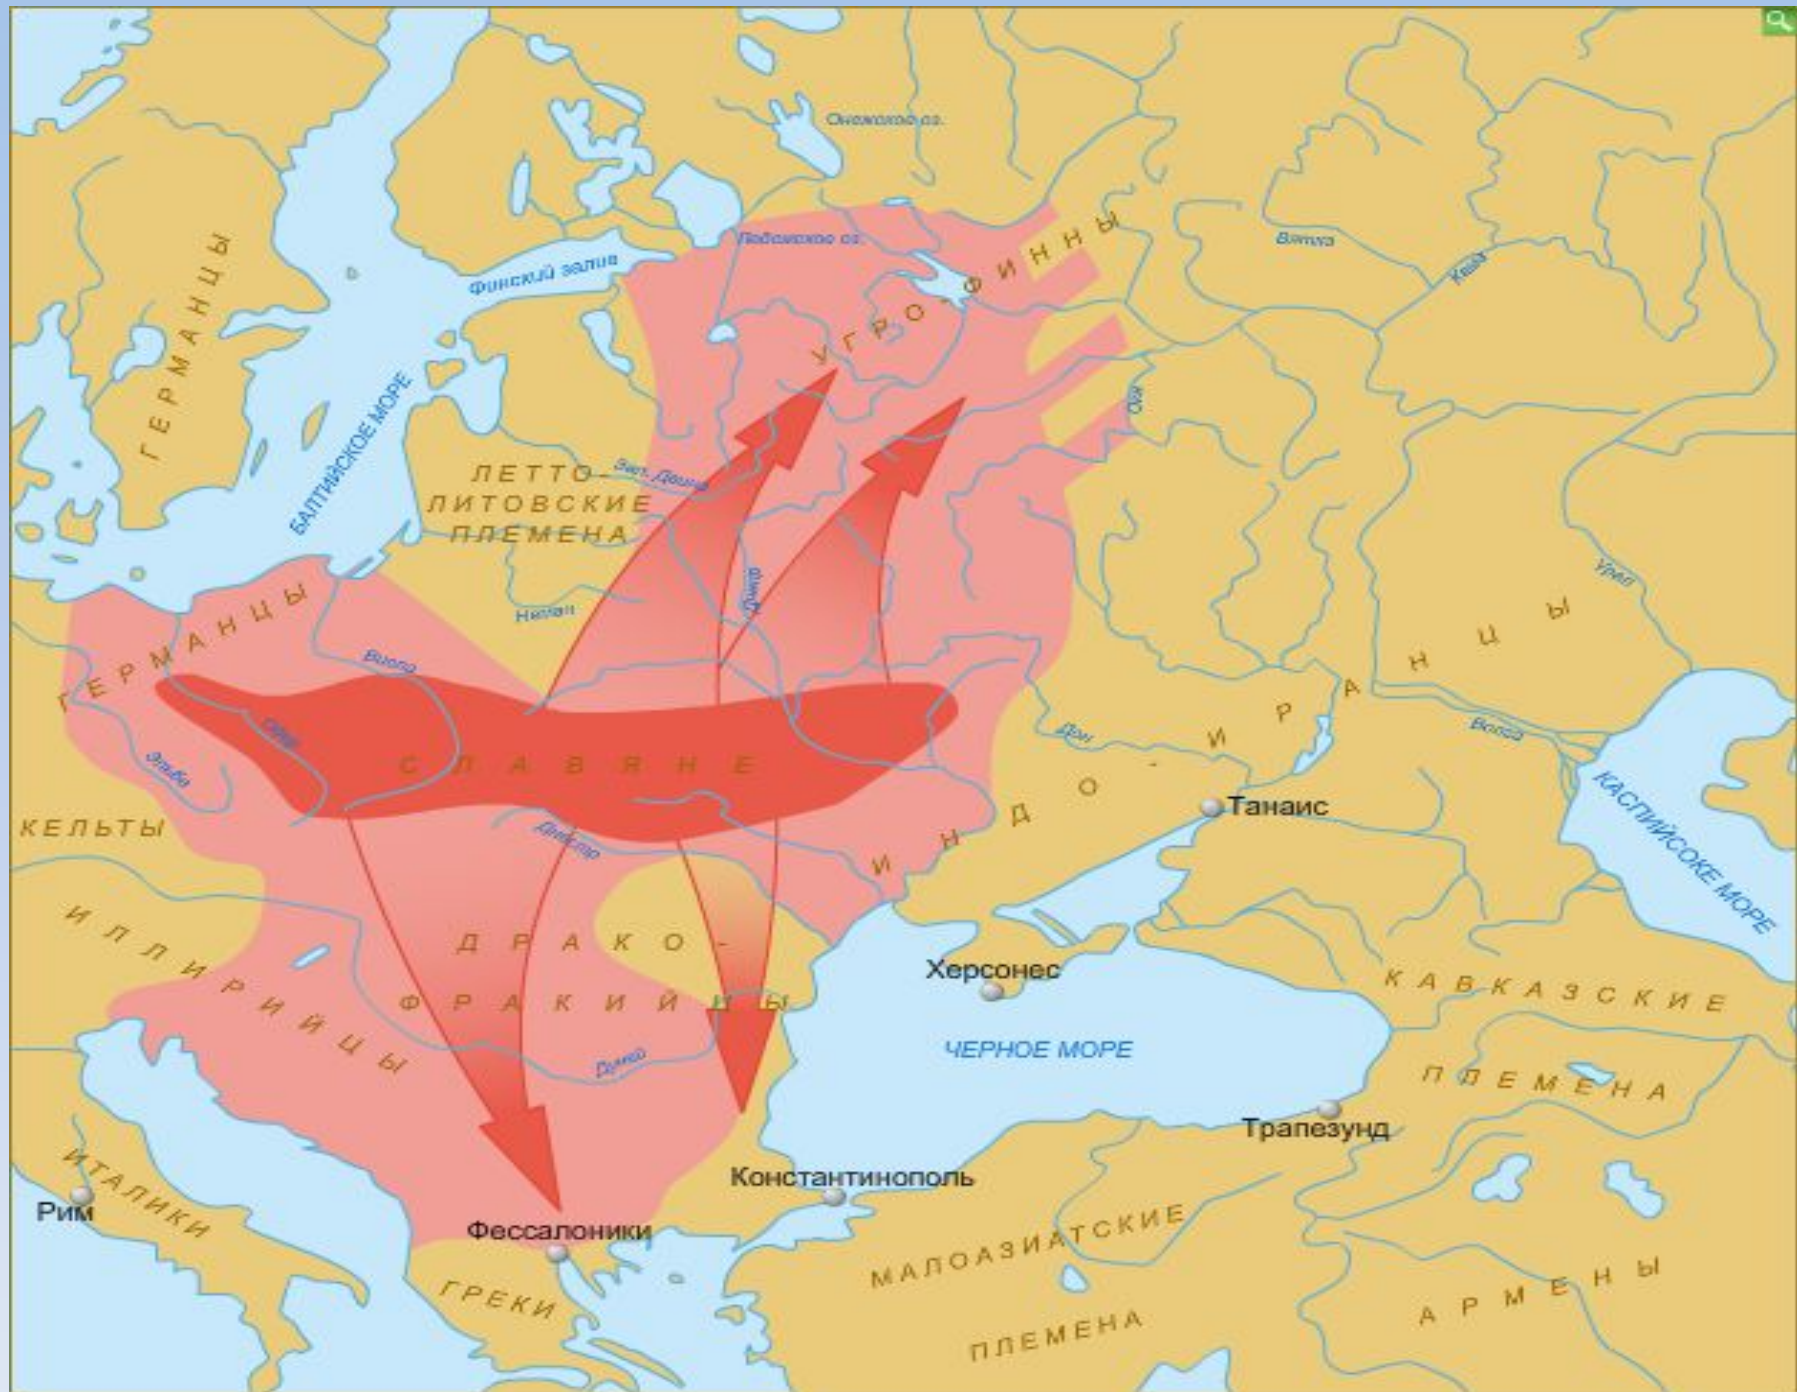 Онежское оз.
ГЕРМАНЦЫ
Ладожское оз.
Финский залив
УГРО-ФИННЫ
Вятка
Кама
БАЛТИЙСКОЕ МОРЕ
Ока
ЛЕТТО-
ЛИТОВСКИЕ
ПЛЕМЕНА
Зап. Двина
Днепр
Неман
Урал
ГЕРМАНЦЫ
Висла
Одер
Эльба
СЛАВЯНЕ
Дон
ИНДО-ИРАНЦЫ
Волга
КАСПИЙСОКЕ МОРЕ
Танаис
КЕЛЬТЫ
Днестр
ИЛЛИРИЙЦЫ
ДРАКО-
ФРАКИЙЦЫ
Дунай
Херсонес
ЧЕРНОЕ МОРЕ
КАВКАЗСКИЕ
ПЛЕМЕНА
Трапезунд
Константинополь
ИТАЛИКИ
Рим
Фессалоники
ГРЕКИ
МАЛОАЗИАТСКИЕ
ПЛЕМЕНА
АРМЕНЫ